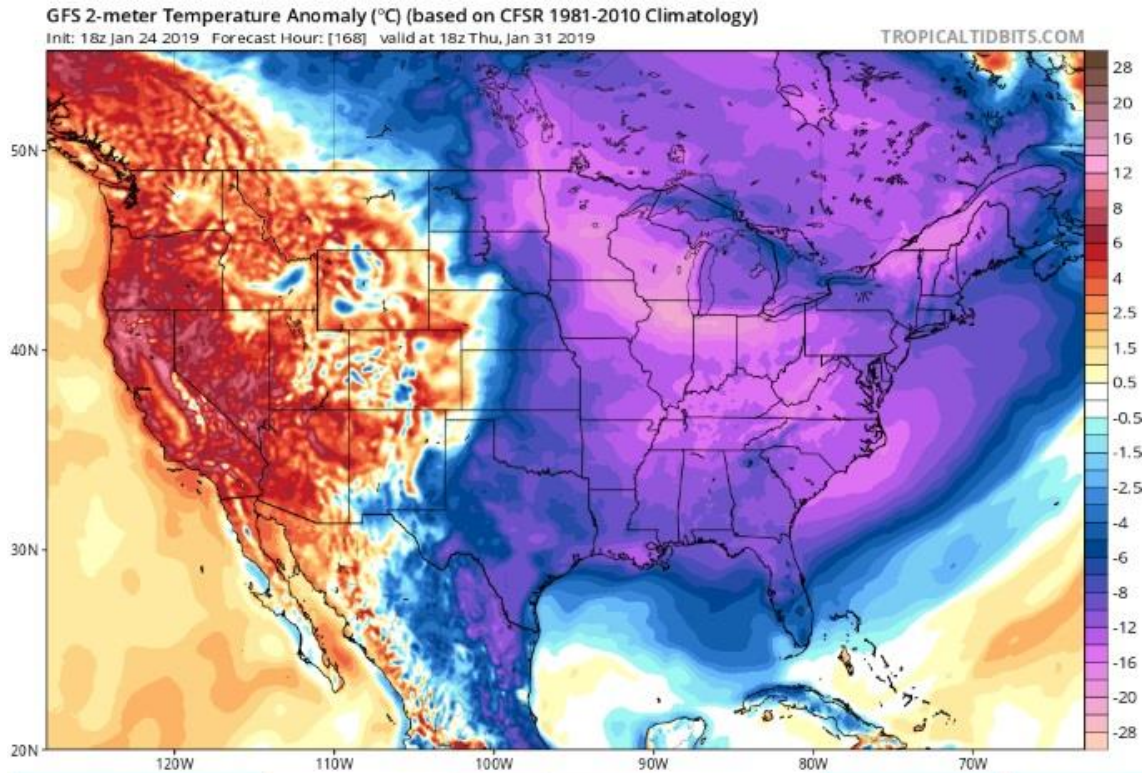 GFS 2-meter Temperature Anomaly (°C) (based on CFSR 1981-2010 Climatology)
Init: 18z Jan 24 2019 Forecast Hour: [168] valid at 18z Thu, Jan 31 2019 TROPICALTIDBITS.COM
28
20
16
12
8
6
4
2.5
1.5
0.5
-0.5
-1.5
-2.5
-4
-6
-8
-12
-16
-20
-28
50N
40N
30N
20N
120W 110W 100W 90W 80W 70W